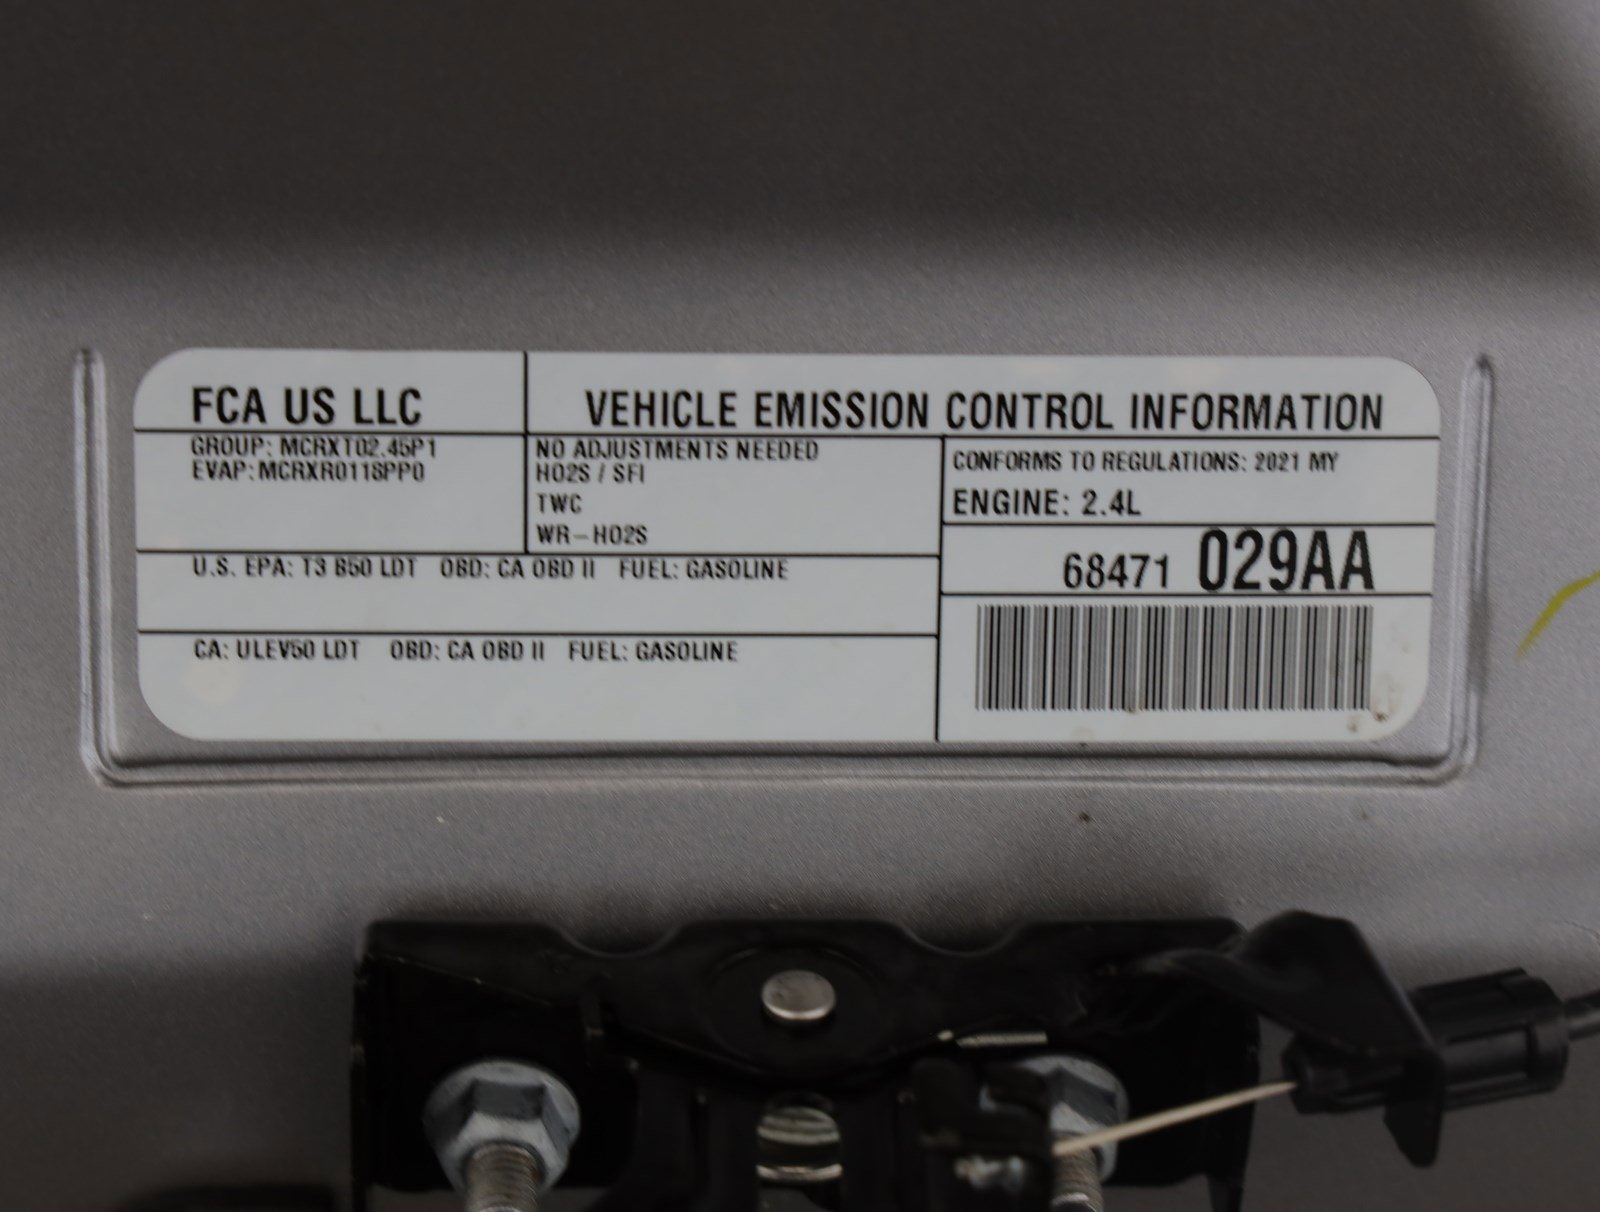 FCA US LLC
VEHICLE EMISSION CONTROL INFORMATION
GROUP: MCRXT02.45P1
EVAP: MCRXR0118PP0
NO ADJUSTMENTS NEEDED
HO2S / SFI
TWC
WR-HO2S
CONFORMS TO REGULATIONS: 2021 MY
ENGINE: 2.4L
68471 029AA
U.S. EPA: T3 B50 LDT OBD: CA OBD II FUEL: GASOLINE
CA: ULEV50 LDT OBD: CA OBD II FUEL: GASOLINE